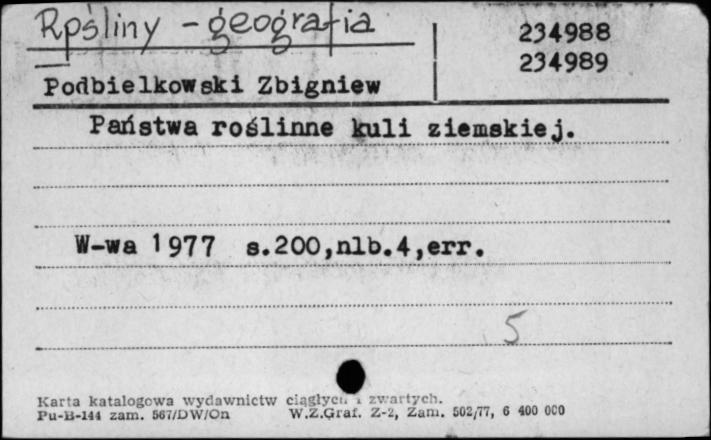 Rośliny - geografia
234988
234989
Podbielkowski Zbigniew
Państwa roślinne kuli ziemskiej.
W-wa 1977 s.200,nlb.4,err.
5
Karta katalogowa wydawnictw ciągłych i zwartych.
Pu-B-144 zam. 567/DW/On W.Z.Graf. Z-2, Zam. 502/77, 6 400 000